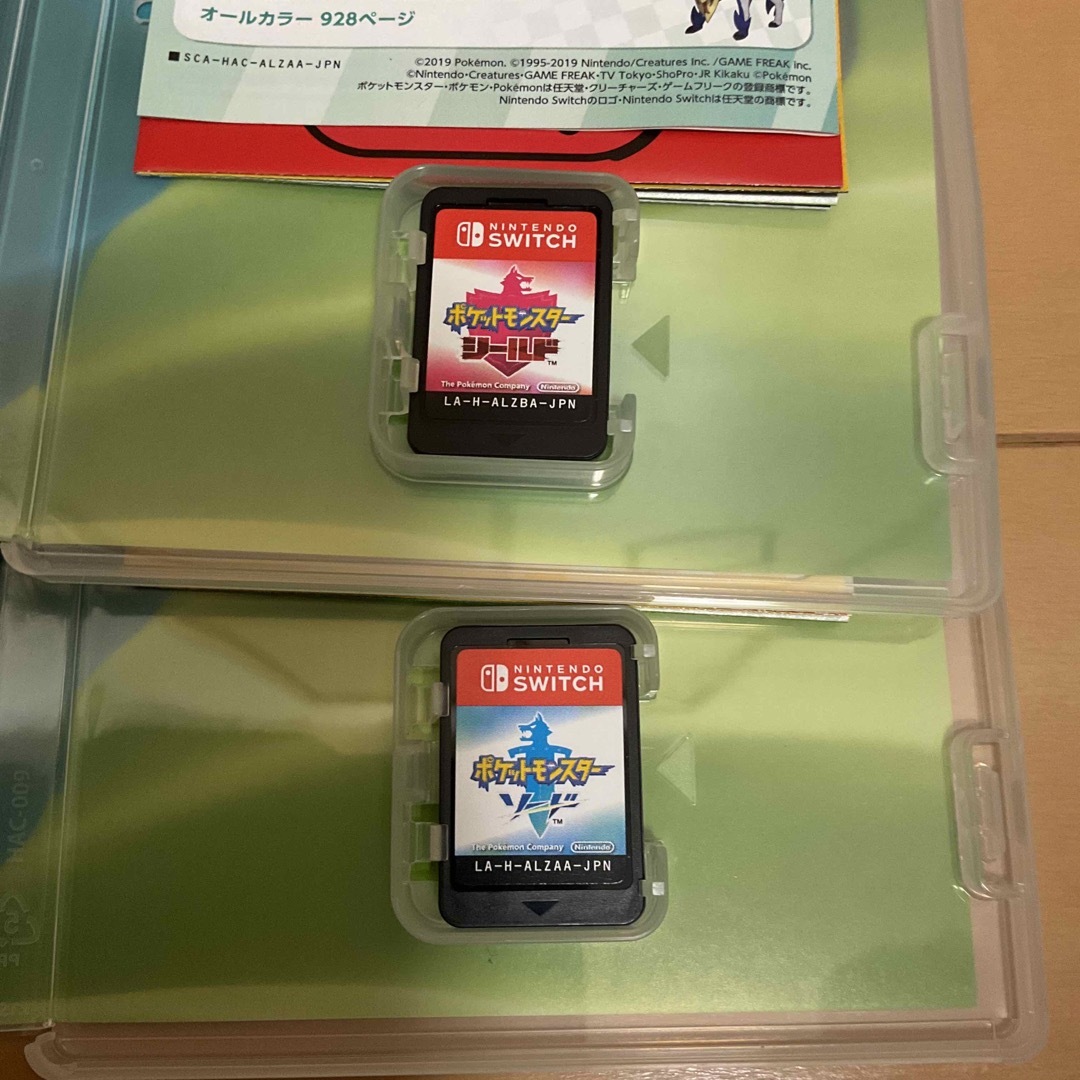 オールカラー 928ページ
■SCA-HAC-ALZAA-JPN
©2019 Pokémon. ©1995-2019 Nintendo/Creatures Inc. /GAME FREAK inc.
©Nintendo・Creatures・GAME FREAK・TV Tokyo・ShoPro・JR Kikaku ©Pokémon
ポケットモンスター・ポケモン・Pokémonは任天堂・クリーチャーズ・ゲームフリークの登録商標です。
Nintendo Switchのロゴ・Nintendo Switchは任天堂の商標です。
NINTENDO
SWITCH
ポケットモンスター
シールド
TM
The Pokémon Company Nintendo
LA-H-ALZBA-JPN
NINTENDO
SWITCH
ポケットモンスター
ソード
TM
The Pokémon Company Nintendo
LA-H-ALZAA-JPN
HAC-009
PP